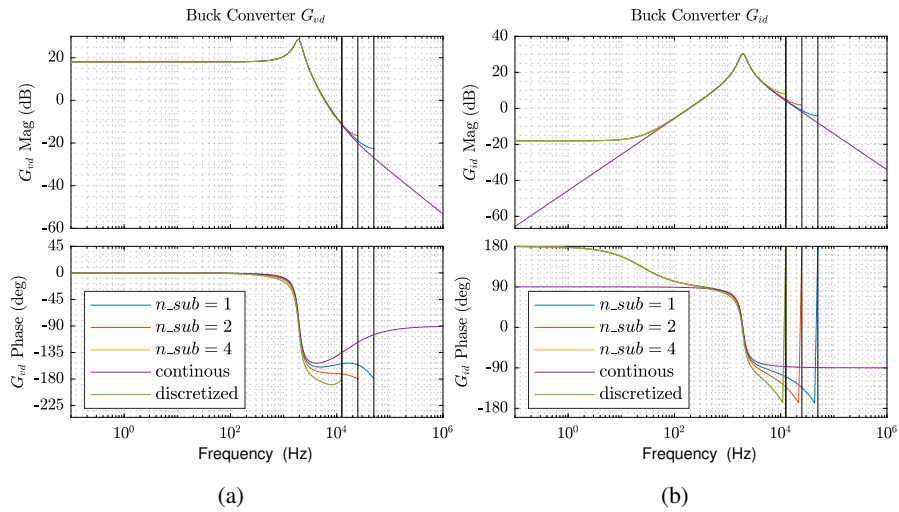 Buck Converter G_vd
20
0
-20
-40
-60
G_vd Mag (dB)
45
0
-45
-90
-135
-180
-225
G_vd Phase (deg)
n_sub = 1
n_sub = 2
n_sub = 4
continous
discretized
10^0
10^2
10^4
10^6
Frequency (Hz)
(a)
Buck Converter G_id
20
0
-20
-40
-60
G_id Mag (dB)
180
90
0
-90
-180
G_id Phase (deg)
n_sub = 1
n_sub = 2
n_sub = 4
continous
discretized
10^0
10^2
10^4
10^6
Frequency (Hz)
(b)